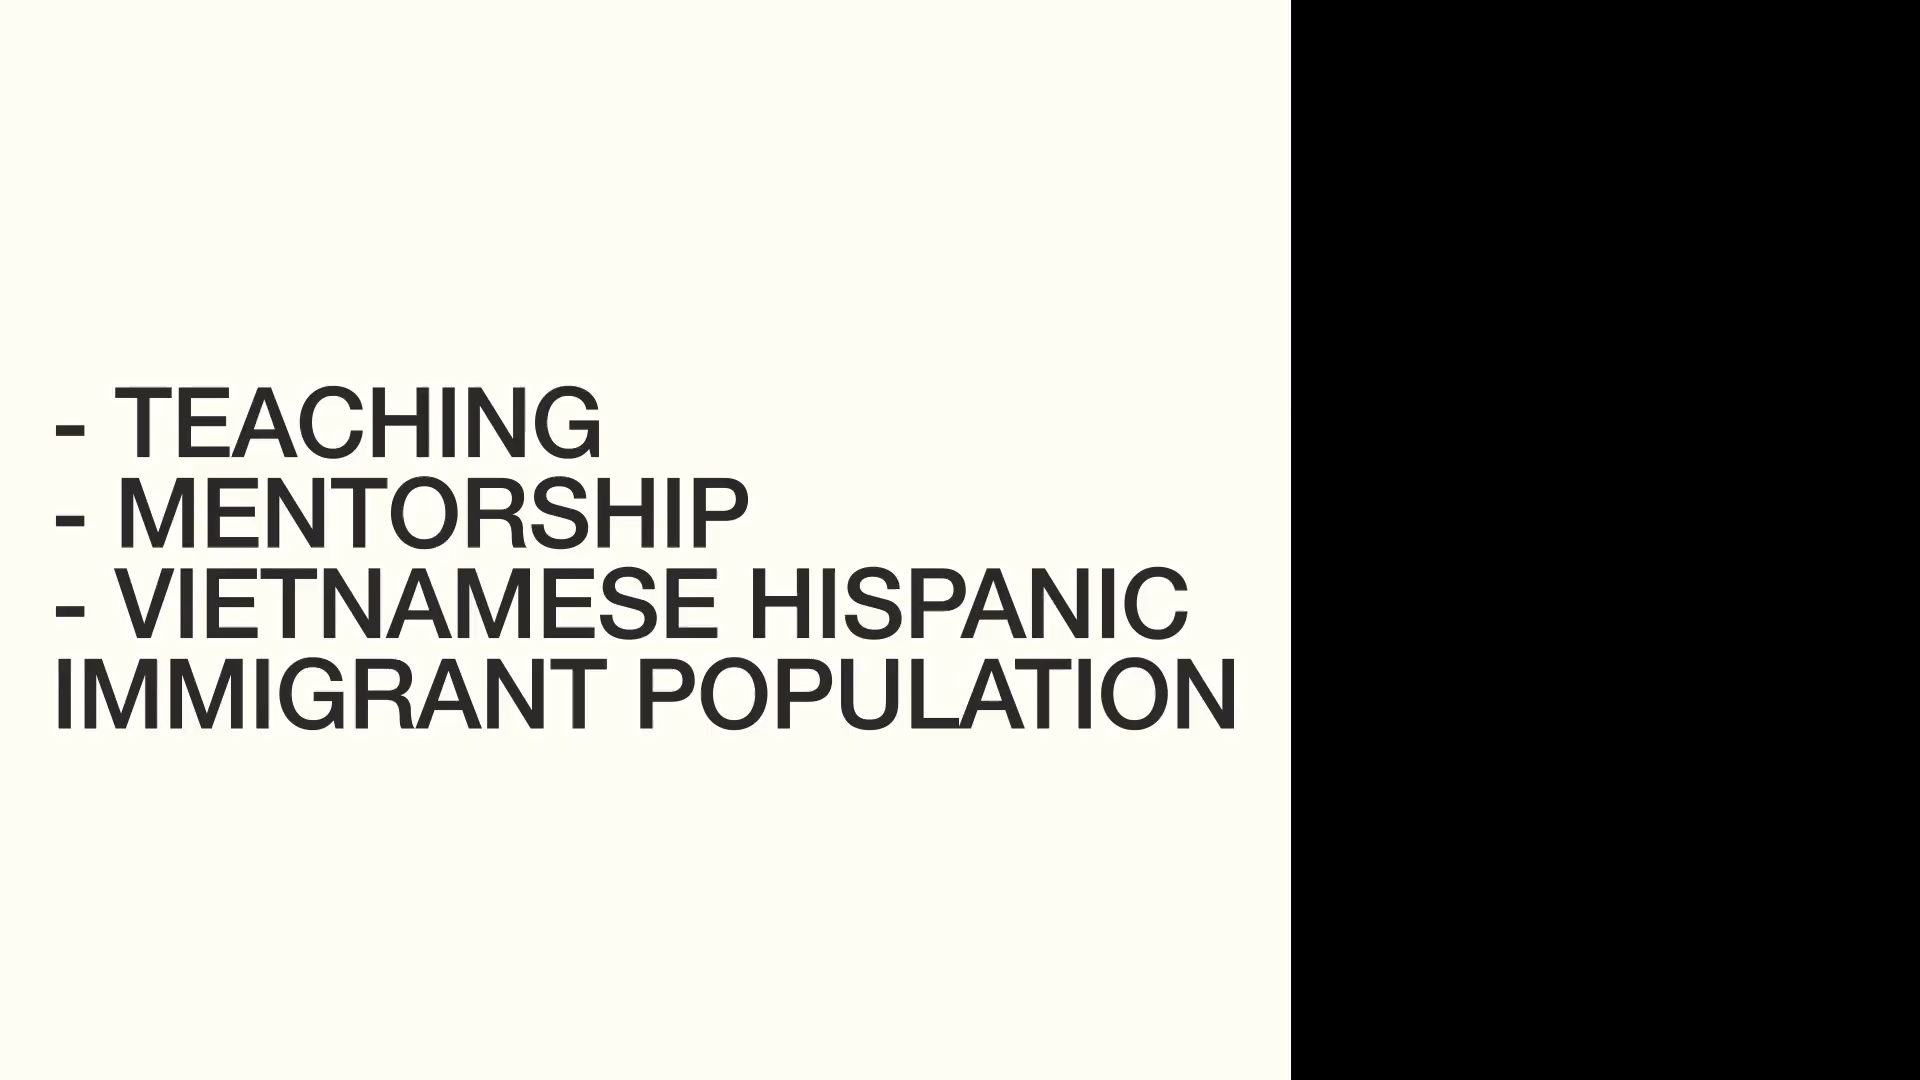 - TEACHING
- MENTORSHIP
- VIETNAMESE HISPANIC
IMMIGRANT POPULATION